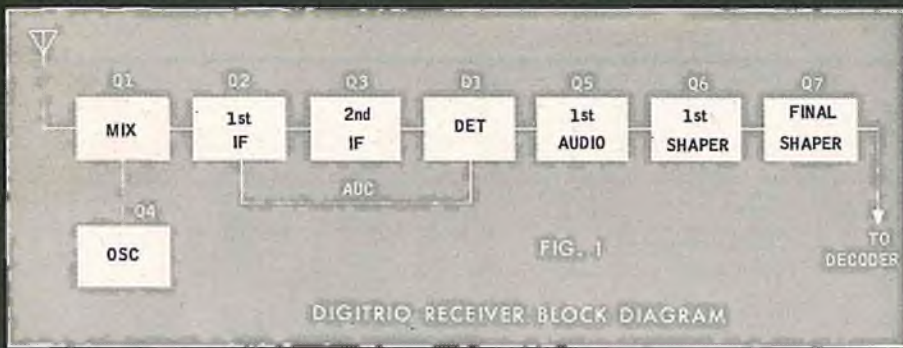 Q1 Q2 Q3 D1 Q5 Q6 Q7
MIX
1st
IF
2nd
IF
DET
1st
AUDIO
1st
SHAPER
FINAL
SHAPER
Q4
OSC
FIG. 1
TO
DECODER
DIGITRIO RECEIVER BLOCK DIAGRAM